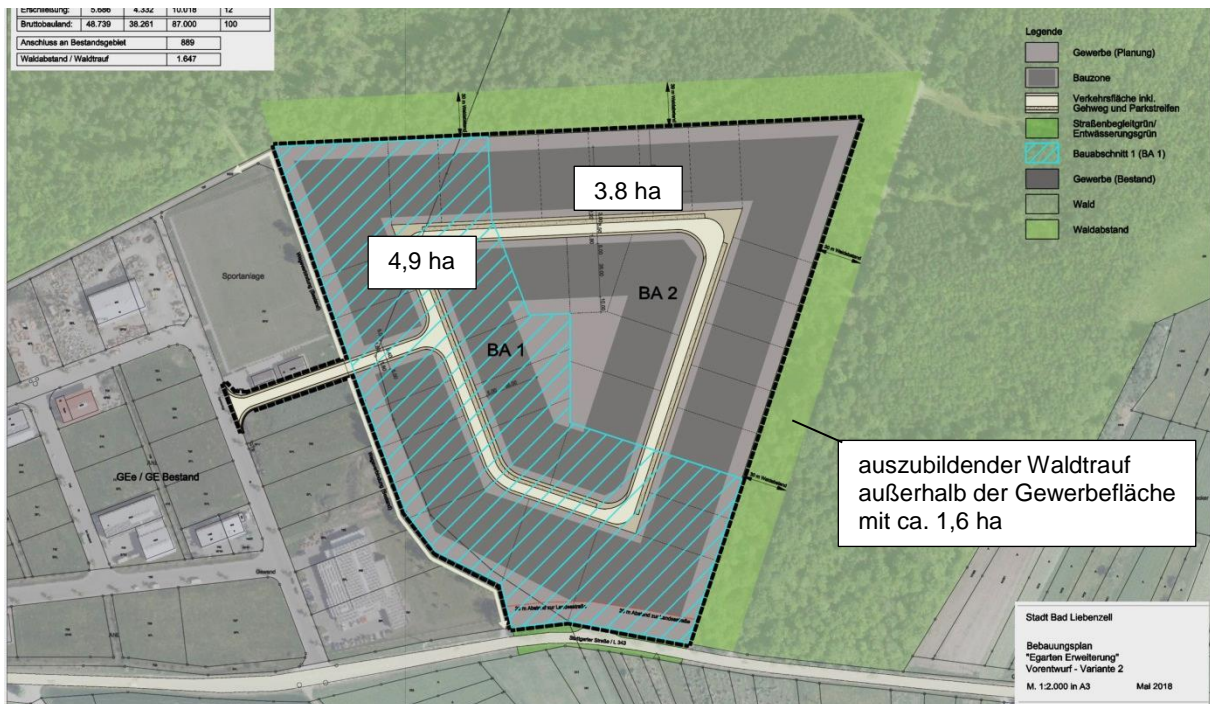 Erschließung: 5.686 4.332 10.018 12
Bruttobauland: 48.739 38.261 87.000 100
Anschluss an Bestandsgebiet 889
Waldabstand / Waldtrauf 1.647
Legende
Gewerbe (Planung)
Bauzone
Verkehrsfläche inkl.
Gehweg und Parkstreifen
Straßenbegleitgrün/
Entwässerungsgrün
Bauabschnitt 1 (BA 1)
Gewerbe (Bestand)
Wald
Waldabstand
3,8 ha
4,9 ha
Sportanlage
BA 2
BA 1
GEe / GE Bestand
auszubildender Waldtrauf
außerhalb der Gewerbefläche
mit ca. 1,6 ha
Stuttgarter Straße / L 343
Stadt Bad Liebenzell
Bebauungsplan
"Egarten Erweiterung"
Vorentwurf - Variante 2
M. 1:2.000 in A3 Mai 2018